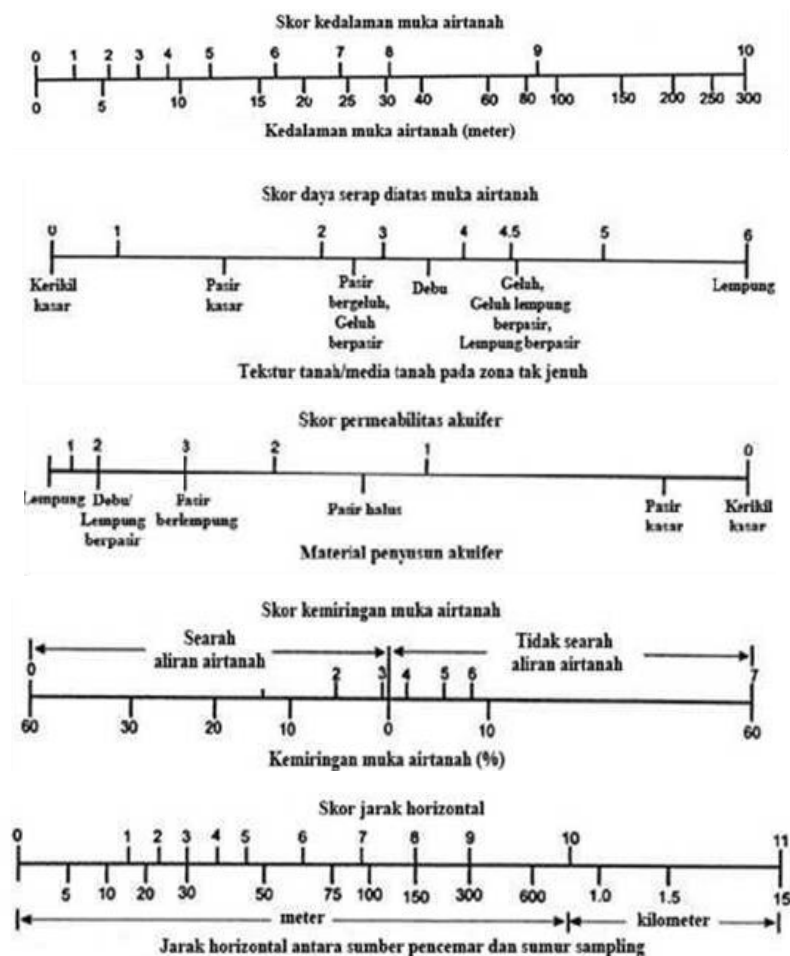 Skor kedalaman muka airtanah
0 1 2 3 4 5 6 7 8 9 10
0 5 10 15 20 25 30 40 60 80 100 150 200 250 300
Kedalaman muka airtanah (meter)
Skor daya serap diatas muka airtanah
0 1 2 3 4 4.5 5 6
Kerikil
kasar
Pasir
kasar
Pasir
bergeluh,
Geluh
berpasir
Debu
Geluh,
Geluh lempung
berpasir,
Lempung berpasir
Lempung
Tekstur tanah/media tanah pada zona tak jenuh
Skor permeabilitas akuifer
1 2 3 2 1 0
Lempung
Debu/
Lempung
berpasir
Pasir
berlempung
Pasir halus
Pasir
kasar
Kerikil
kasar
Material penyusun akuifer
Skor kemiringan muka airtanah
Searah
aliran airtanah
Tidak searah
aliran airtanah
0 2 3 4 5 6 7
60 30 20 10 0 10 60
Kemiringan muka airtanah (%)
Skor jarak horizontal
0 1 2 3 4 5 6 7 8 9 10 11
5 10 20 30 50 75 100 150 300 600 1.0 1.5 15
meter kilometer
Jarak horizontal antara sumber pencemar dan sumur sampling